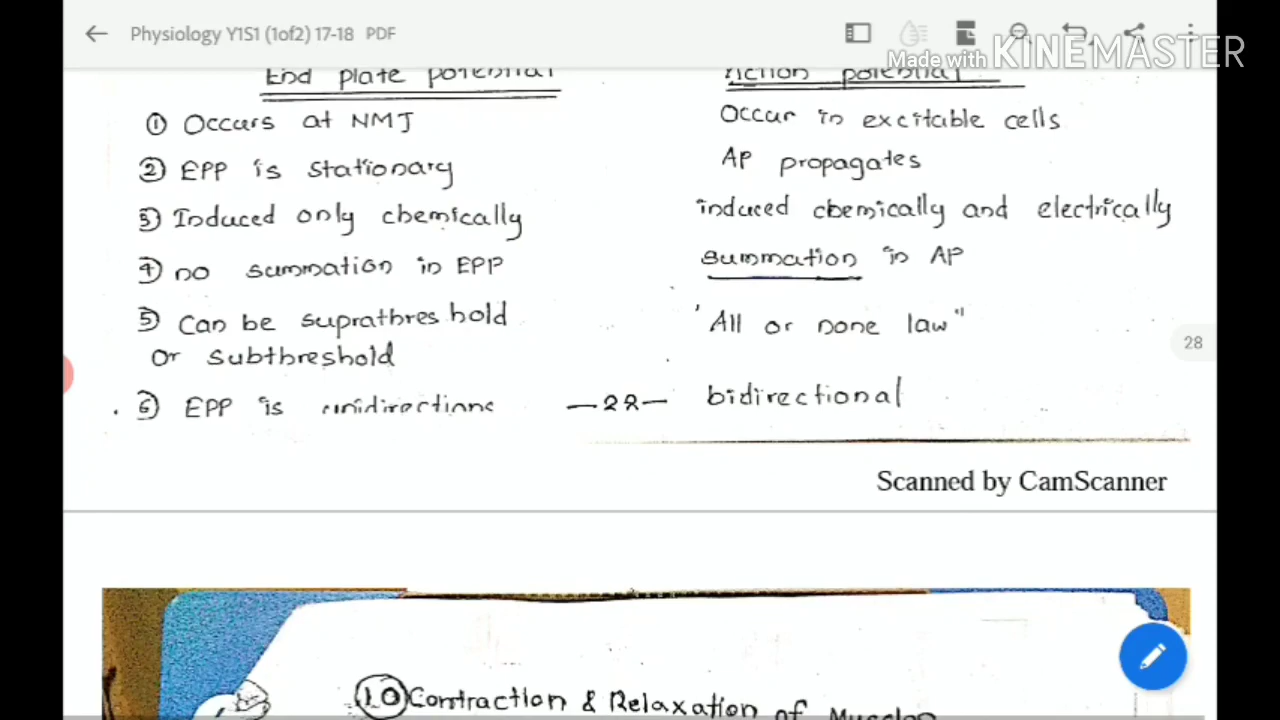 Physiology Y1S1 (1of2) 17-18 PDF
Made with KINEMASTER
End plate potential
Action potential
① Occurs at NMJ
Occur in excitable cells
② EPP is stationary
AP propagates
③ Induced only chemically
induced chemically and electrically
④ no summation in EPP
summation in AP
⑤ Can be suprathreshold
or subthreshold
'All or none law"
28
⑥ EPP is
—28—
bidirectional
Scanned by CamScanner
10 Contraction & Relaxation of Muscles